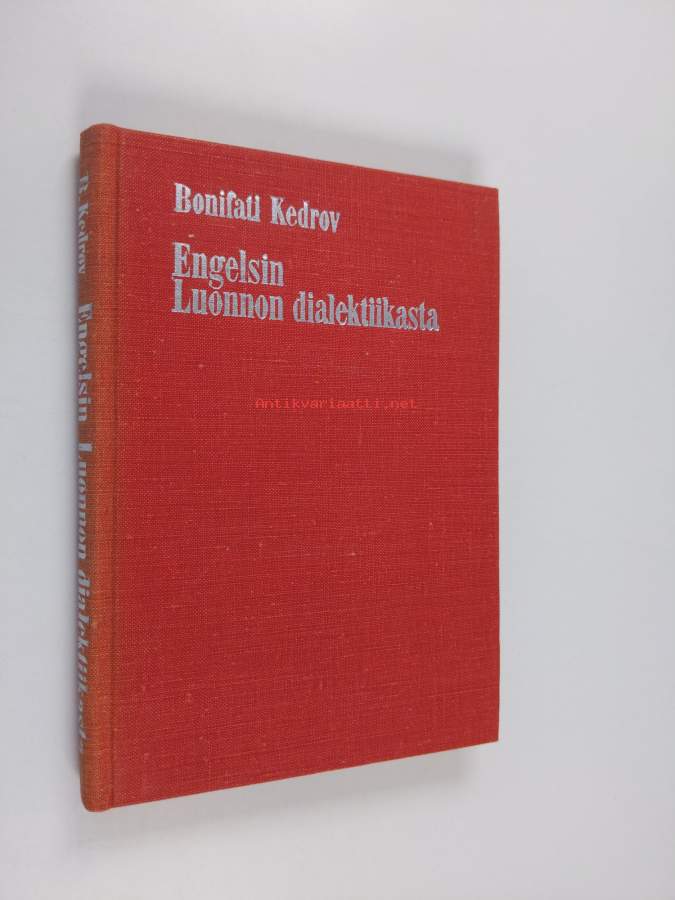 Bonifati Kedrov
Engelsin
Luonnon dialektiikasta
Antikvariaatti.net
B. Kedrov Engelsin Luonnon dialektiikasta